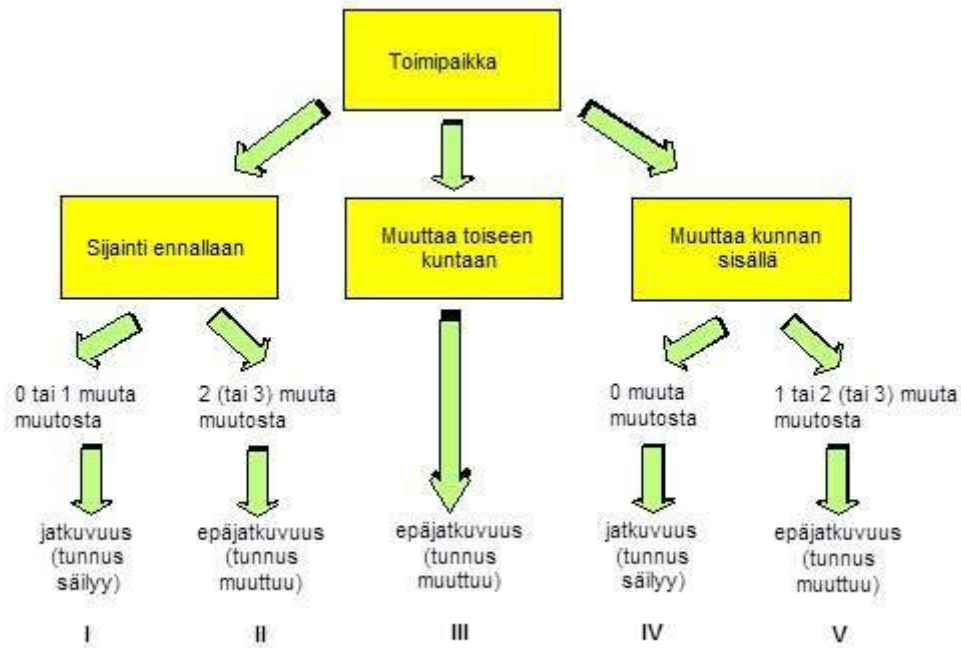 Toimipaikka
Sijainti ennallaan
Muuttaa toiseen
kuntaan
Muuttaa kunnan
sisällä
0 tai 1 muuta
muutosta
2 (tai 3) muuta
muutosta
0 muuta
muutosta
1 tai 2 (tai 3) muuta
muutosta
jatkuvuus
(tunnus
säilyy)
epäjatkuvuus
(tunnus
muuttuu)
epäjatkuvuus
(tunnus
muuttuu)
jatkuvuus
(tunnus
säilyy)
epäjatkuvuus
(tunnus
muuttuu)
I
II
III
IV
V